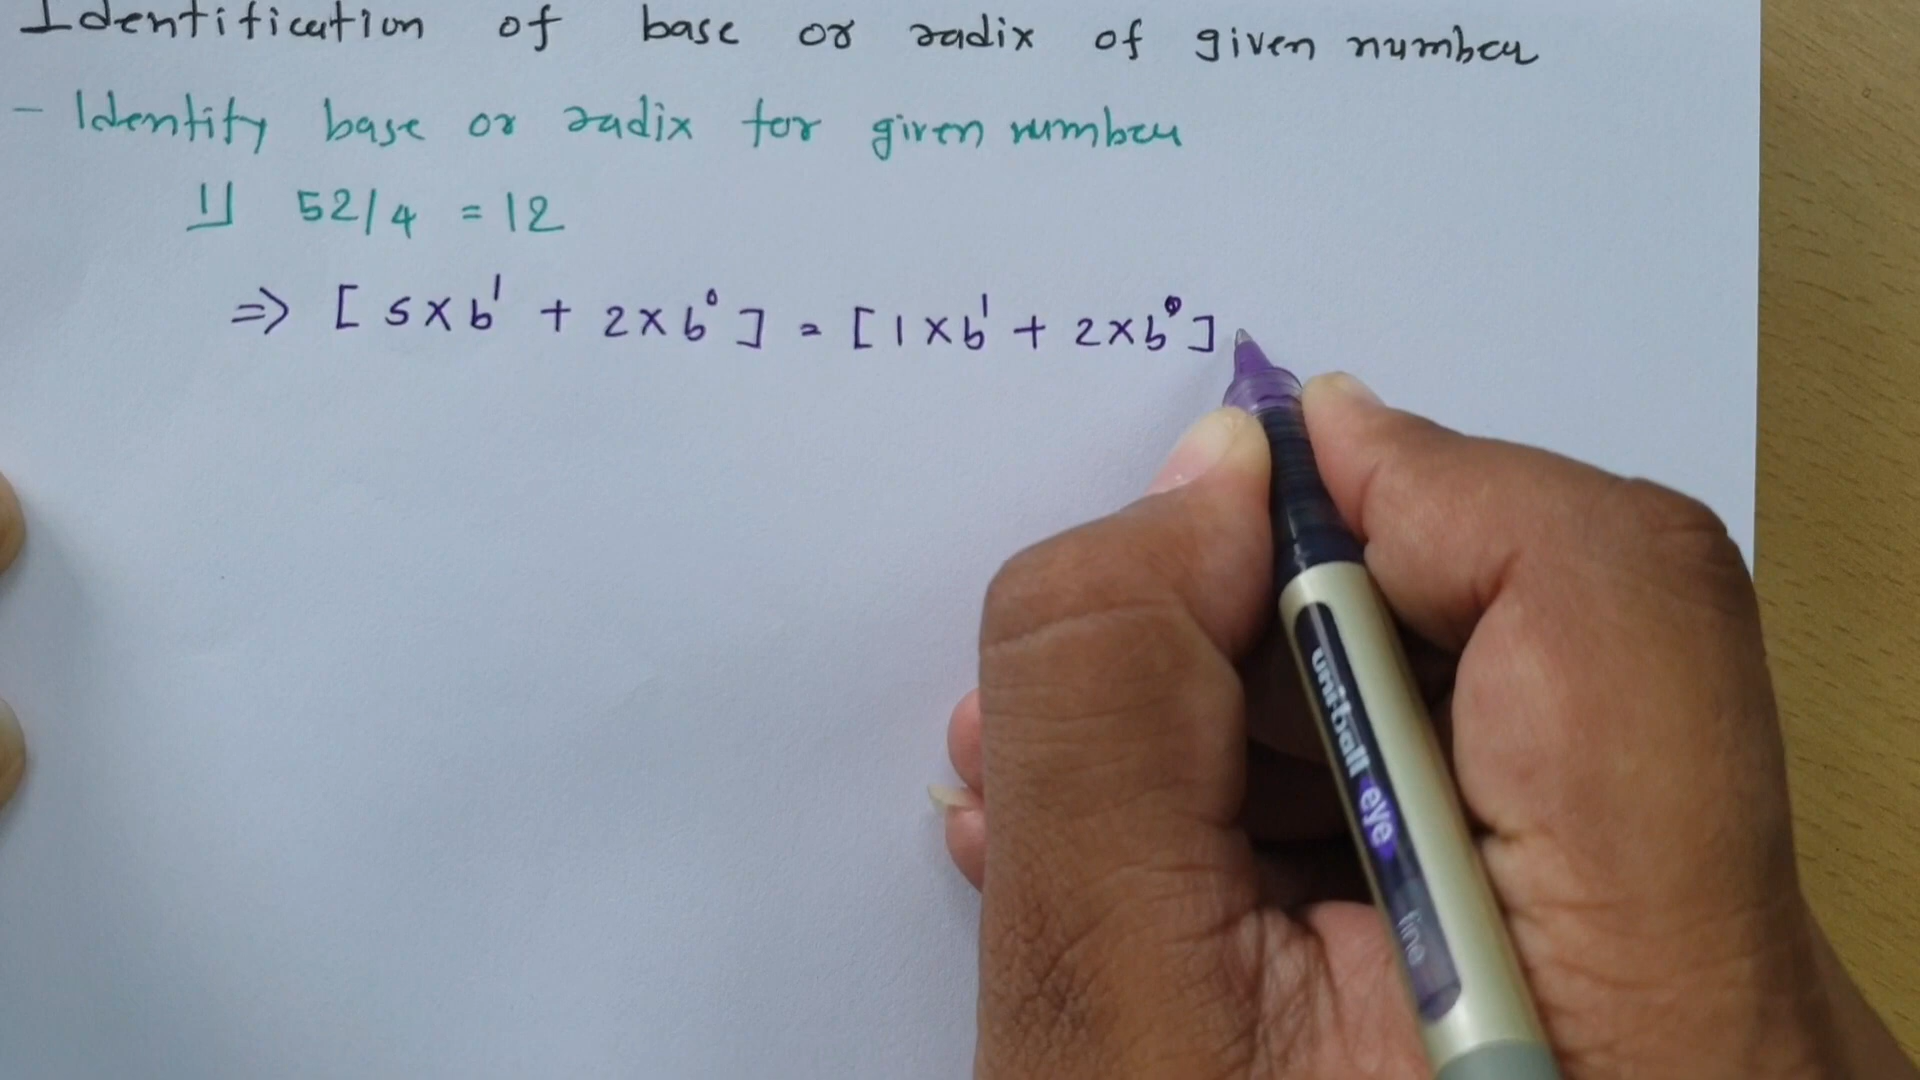 Identification of base or radix of given number
- Identify base or radix for given number
1] 52/4 = 12
=> [ 5 x b¹ + 2 x b⁰ ] = [ 1 x b¹ + 2 x b⁰ ]
uniball eye fine